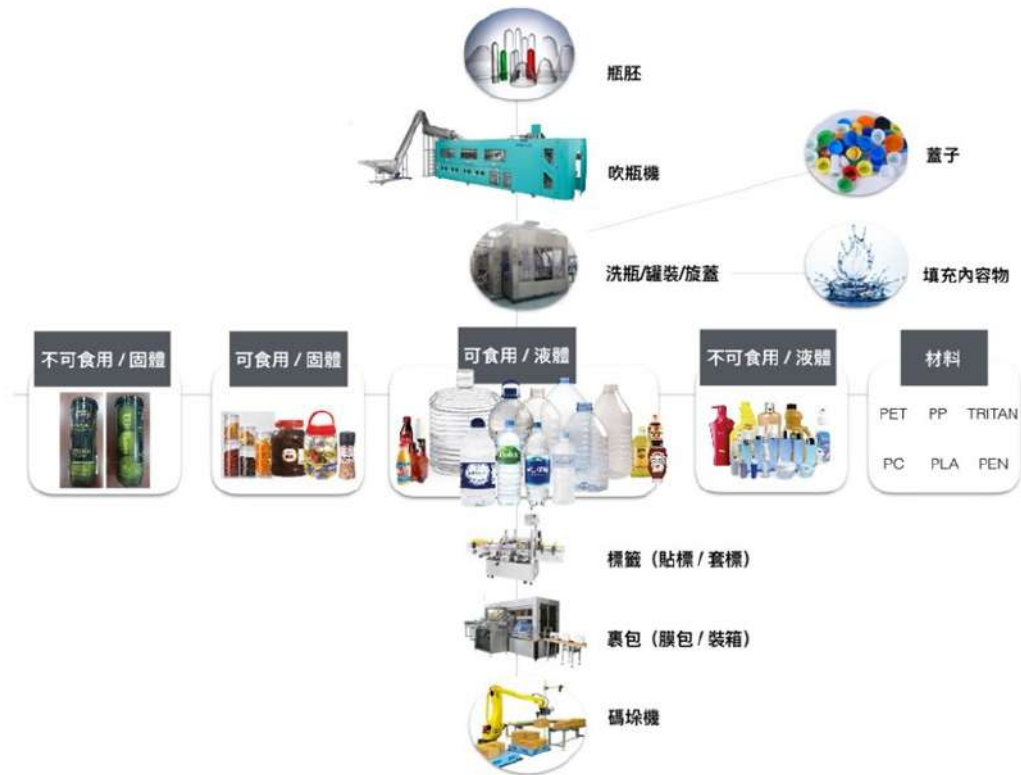 瓶胚
吹瓶機
蓋子
洗瓶/罐裝/旋蓋
填充內容物
不可食用 / 固體
可食用 / 固體
可食用 / 液體
不可食用 / 液體
材料
PET PP TRITAN
PC PLA PEN
標籤（貼標 / 套標）
裹包（膜包 / 裝箱）
碼垛機